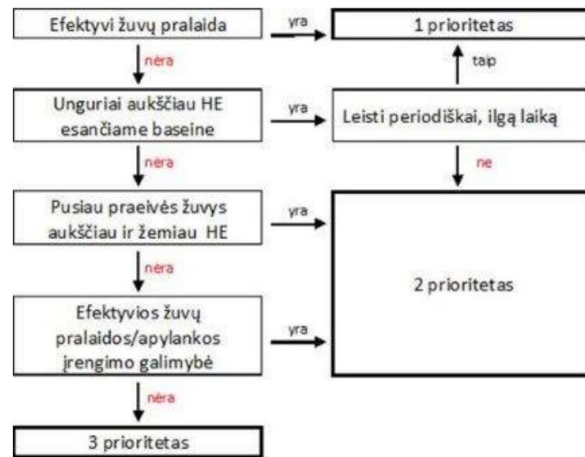 Efektyvi žuvų pralaida
yra
1 prioritetas
nėra
taip
Unguriai aukščiau HE
esančiame baseine
yra
Leisti periodiškai, ilgą laiką
nėra
ne
Pusiau praeivės žuvys
aukščiau ir žemiau HE
yra
2 prioritetas
nėra
Efektyvios žuvų
pralaidos/apylankos
įrengimo galimybė
yra
nėra
3 prioritetas